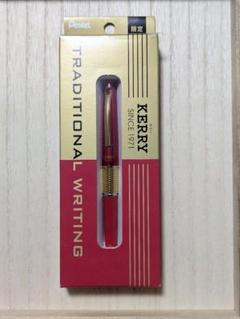 Pentel
限定
TRADITIONAL WRITING
KERRY
SINCE 1971